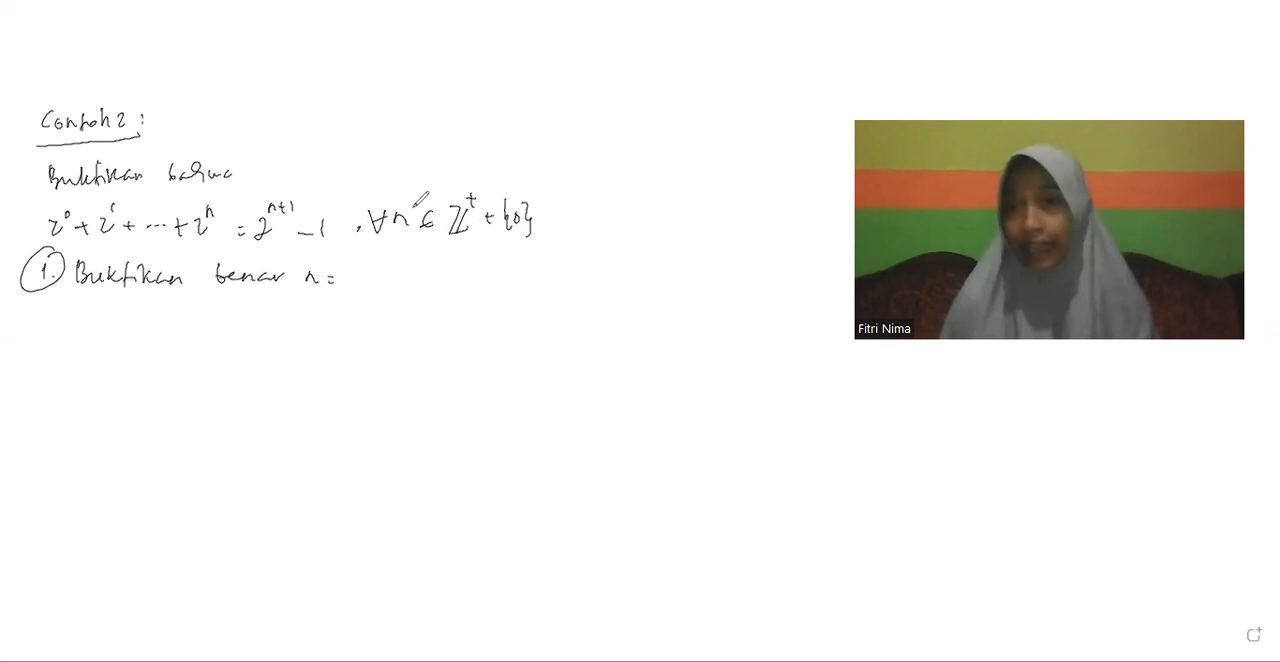 Contoh 2 :
Buktikan bahwa
2⁰ + 2¹ + ... + 2ⁿ = 2ⁿ⁺¹ - 1 , ∀n ∈ ℤ⁺ + {0}
1. Buktikan benar n =
Fitri Nima